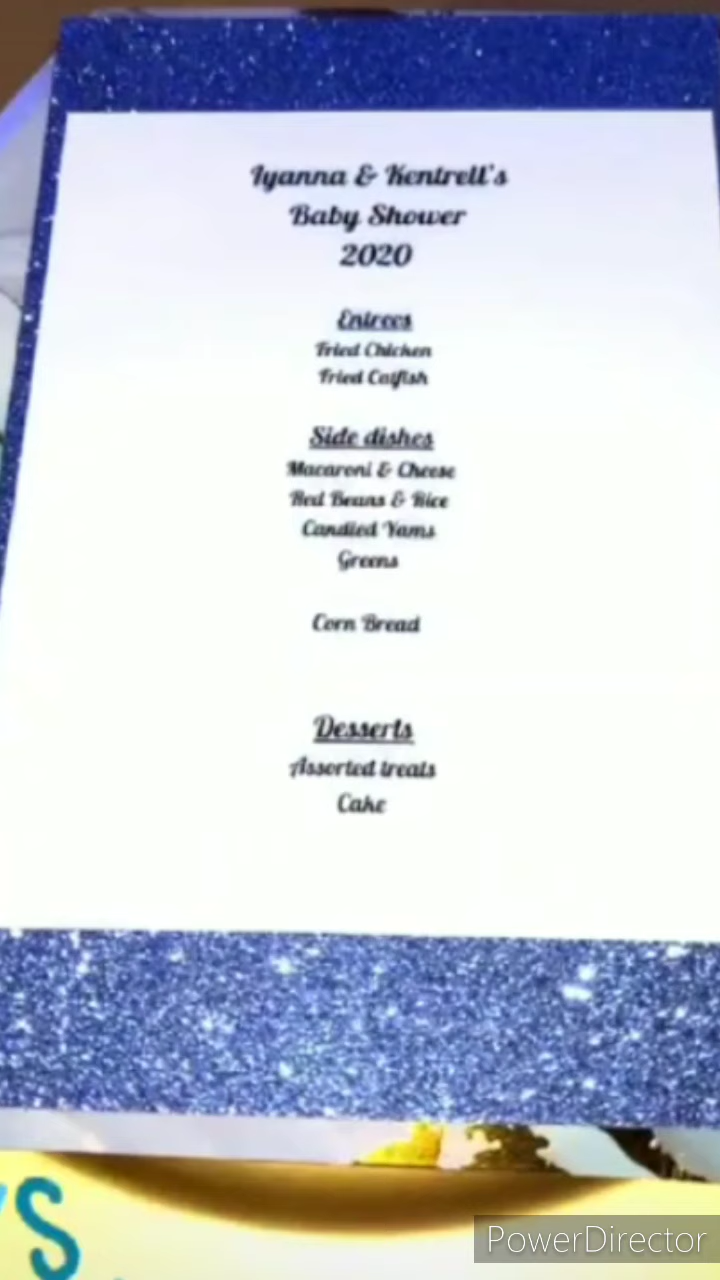 Iyanna & Kentrell's
Baby Shower
2020
Entrees
Fried Chicken
Fried Catfish
Side dishes
Macaroni & Cheese
Red Beans & Rice
Candied Yams
Greens
Corn Bread
Desserts
Assorted treats
Cake
PowerDirector